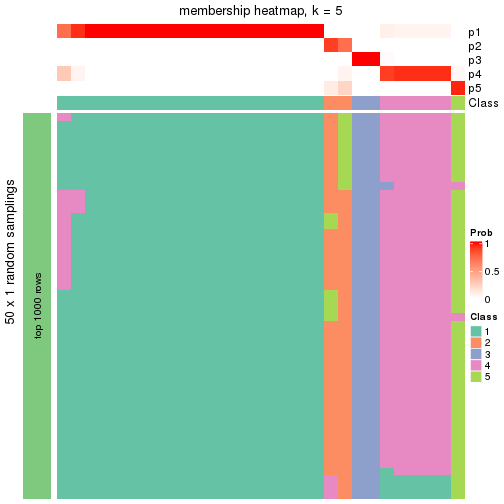 membership heatmap, k = 5
p1
p2
p3
p4
p5
Class
50 x 1 random samplings
top 1000 rows
Prob
1
0.5
0
Class
1
2
3
4
5